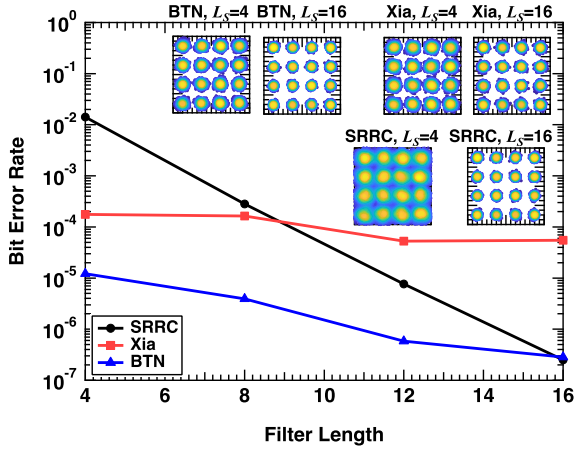 BTN, LS=4 BTN, LS=16 Xia, LS=4 Xia, LS=16
10^0
10^-1
10^-2
SRRC, LS=4 SRRC, LS=16
10^-3
10^-4
10^-5
10^-6
10^-7
Bit Error Rate
SRRC
Xia
BTN
4 6 8 10 12 14 16
Filter Length